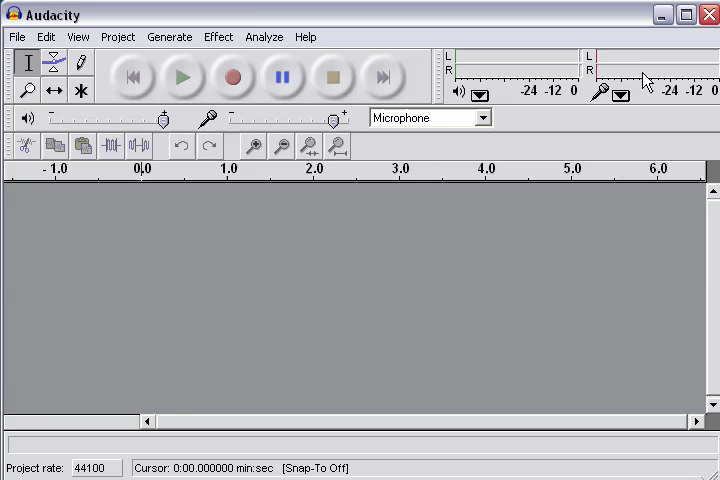 Audacity
File Edit View Project Generate Effect Analyze Help
L
R
-24 -12 0
L
R
-24 -12 0
- + - + Microphone
- 1.0 0.0 1.0 2.0 3.0 4.0 5.0 6.0
Project rate: 44100 Cursor: 0:00.000000 min:sec [Snap-To Off]